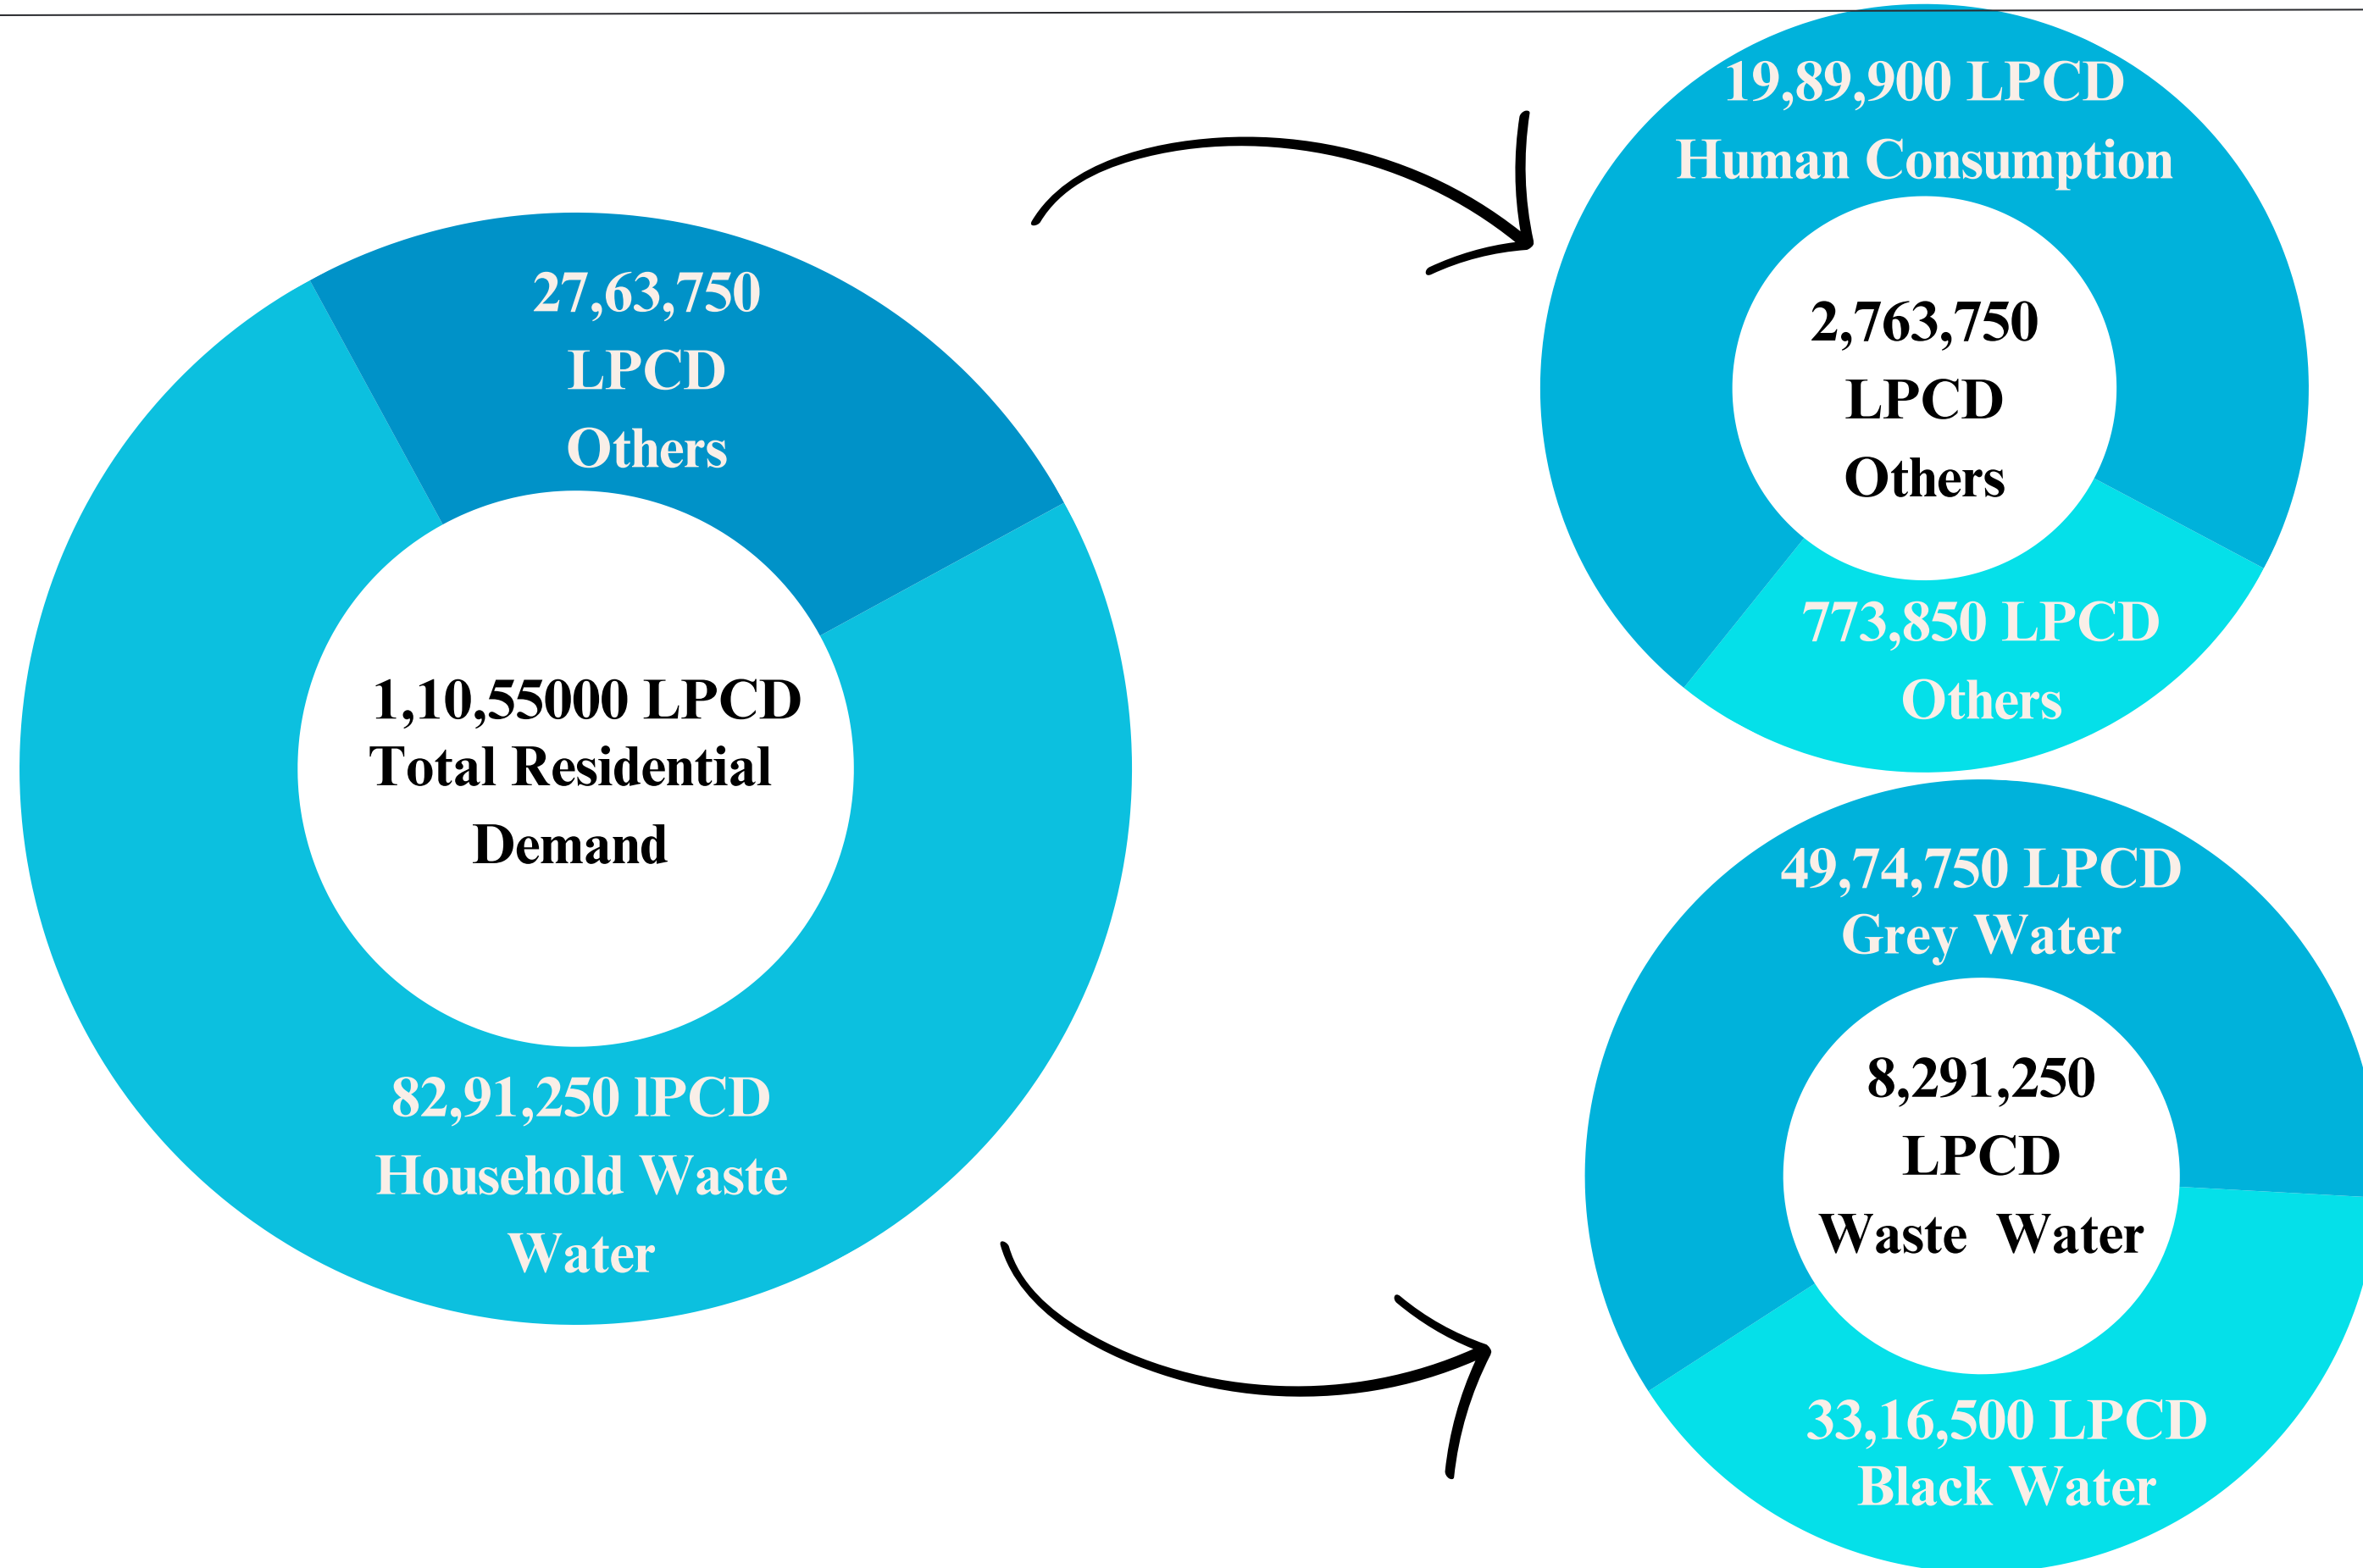 27,63,750
LPCD
Others
1,10,55000 LPCD
Total Residential
Demand
82,91,250 lPCD
Household Waste
Water
19,89,900 LPCD
Human Consumption
2,763,750
LPCD
Others
773,850 LPCD
Others
49,74,750 LPCD
Grey Water
8,291,250
LPCD
Waste Water
33,16,500 LPCD
Black Water